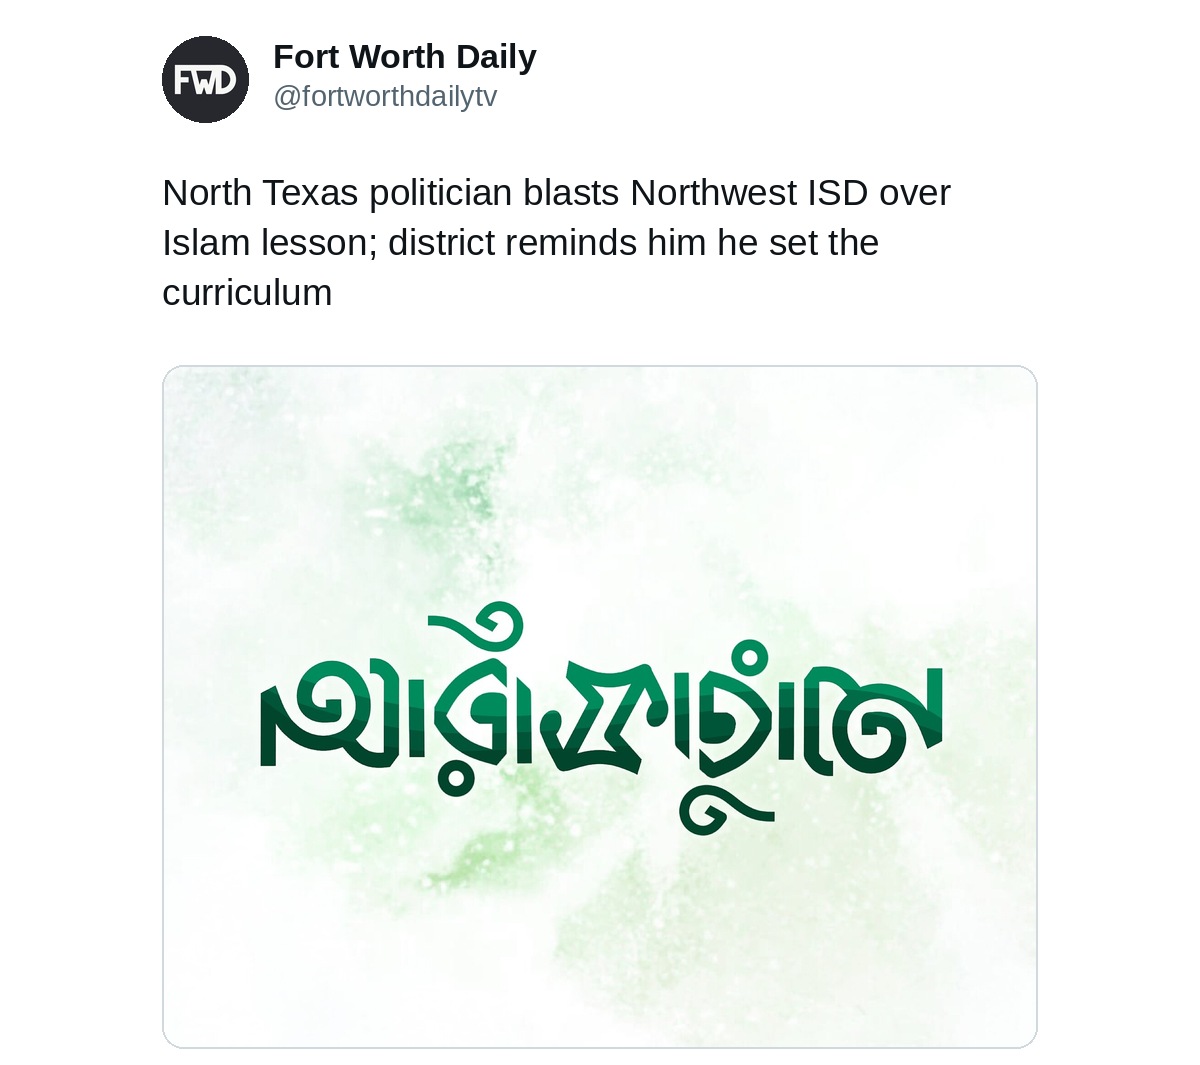 FWD
Fort Worth Daily
@fortworthdailytv
North Texas politician blasts Northwest ISD over
Islam lesson; district reminds him he set the
curriculum